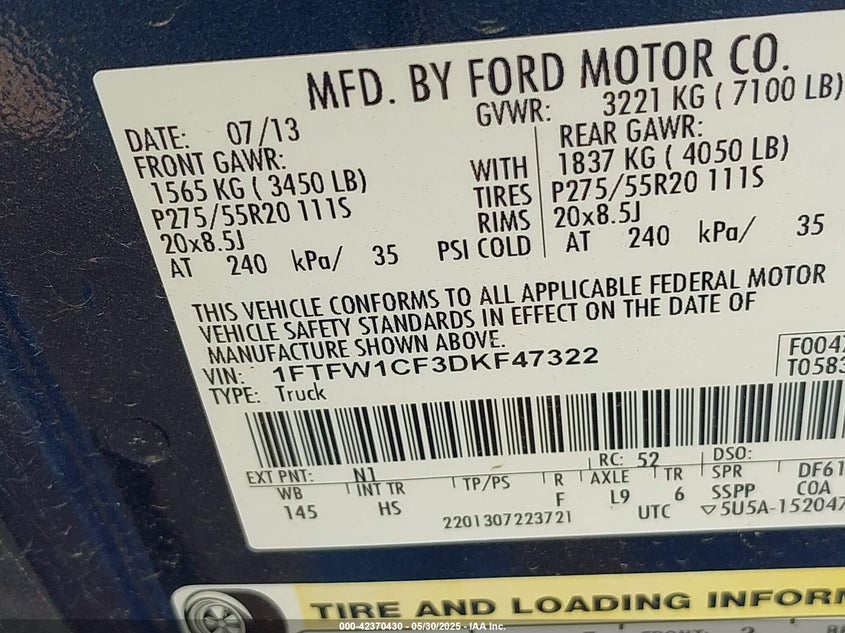 MFD. BY FORD MOTOR CO.
DATE: 07/13
GVWR: 3221 KG ( 7100 LB)
FRONT GAWR:
1565 KG ( 3450 LB)
P275/55R20 111S
20x8.5J
AT 240 kPa/ 35
WITH
TIRES
RIMS
PSI COLD
REAR GAWR:
1837 KG ( 4050 LB)
P275/55R20 111S
20x8.5J
AT 240 kPa/ 35
THIS VEHICLE CONFORMS TO ALL APPLICABLE FEDERAL MOTOR
VEHICLE SAFETY STANDARDS IN EFFECT ON THE DATE OF
MANUFACTURE SHOWN ABOVE.
VIN: 1FTFW1CF3DKF47322
TYPE: Truck
F004
T0583
EXT PNT: N1 RC: 52 DSO:
WB INT TR TP/PS R AXLE TR SPR DF61
145 HS F L9 6 SSPP COA
2201307223721 UTC ▽5U5A-152047
TIRE AND LOADING INFOR
000-42370430 - 05/30/2025 - IAA Inc.